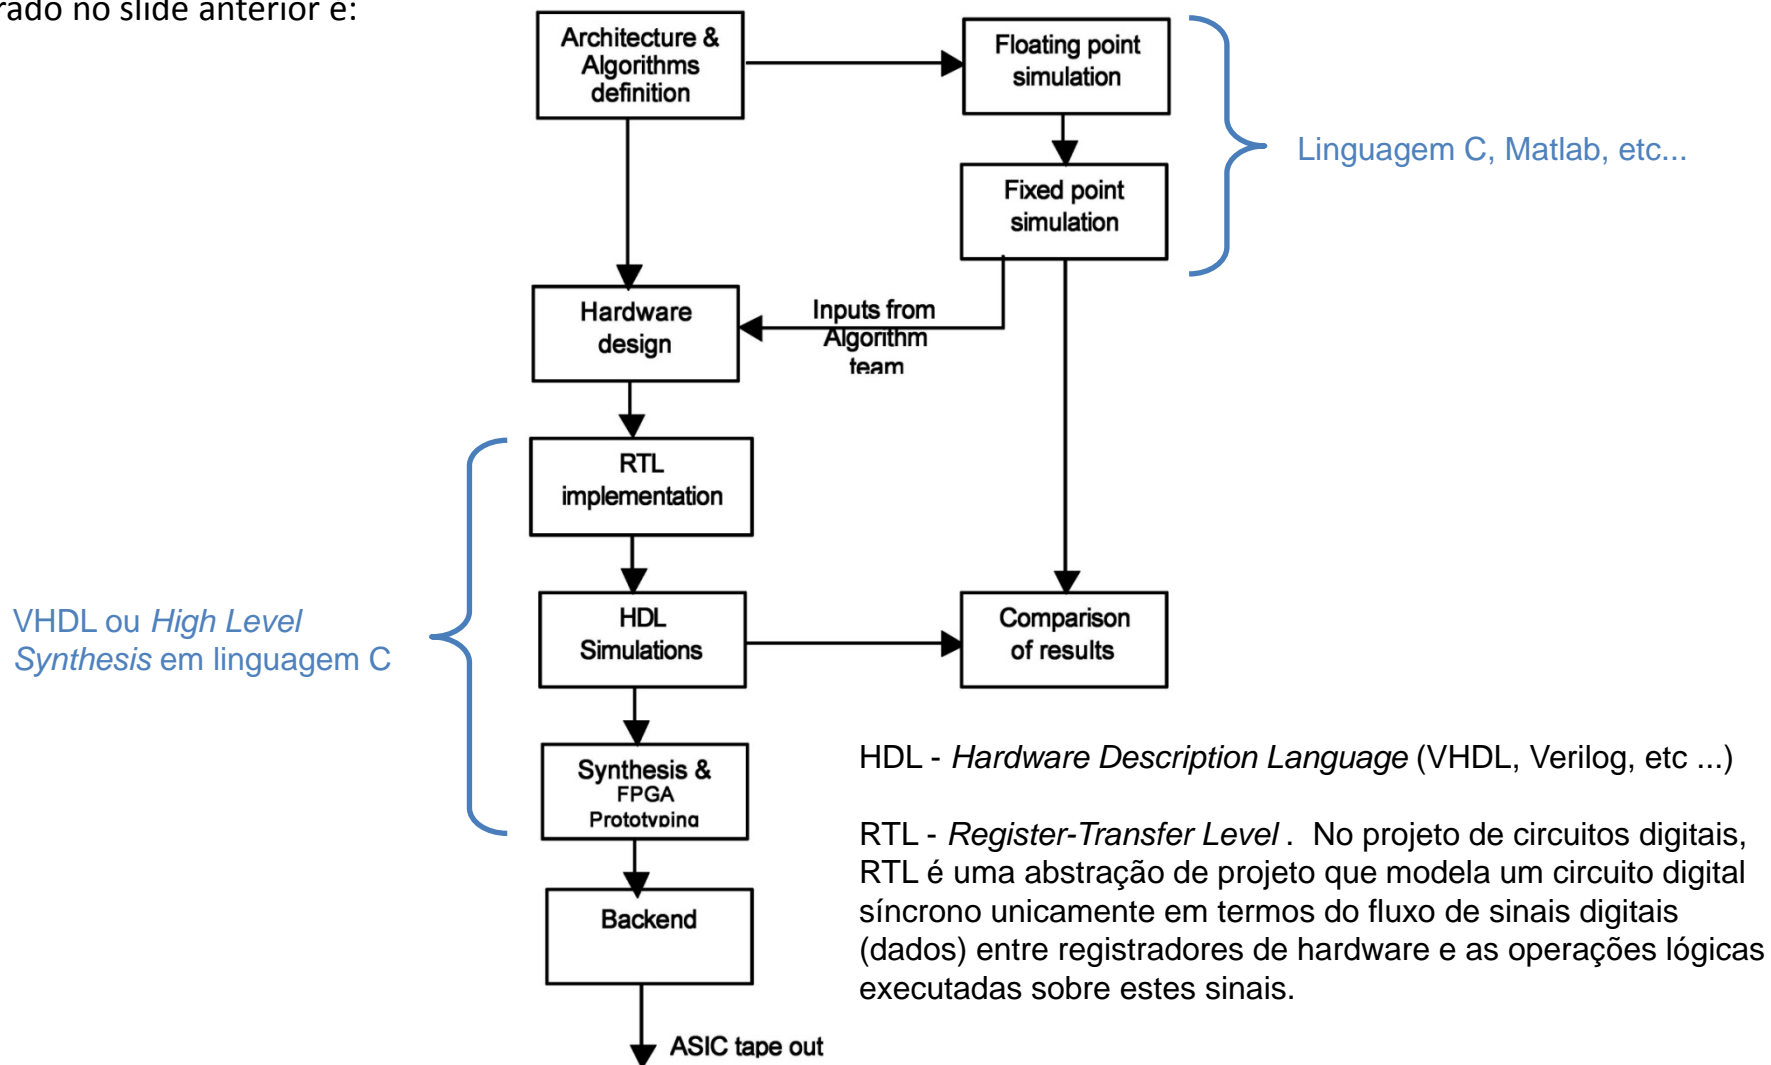 rado no slide anterior é:
Architecture &
Algorithms
definition
Floating point
simulation
Linguagem C, Matlab, etc...
Fixed point
simulation
Hardware
design
Inputs from
Algorithm
team
RTL
implementation
VHDL ou High Level
Synthesis em linguagem C
HDL
Simulations
Comparison
of results
Synthesis &
FPGA
Prototyping
HDL - Hardware Description Language (VHDL, Verilog, etc ...)
RTL - Register-Transfer Level . No projeto de circuitos digitais,
RTL é uma abstração de projeto que modela um circuito digital
síncrono unicamente em termos do fluxo de sinais digitais
(dados) entre registradores de hardware e as operações lógicas
executadas sobre estes sinais.
Backend
ASIC tape out